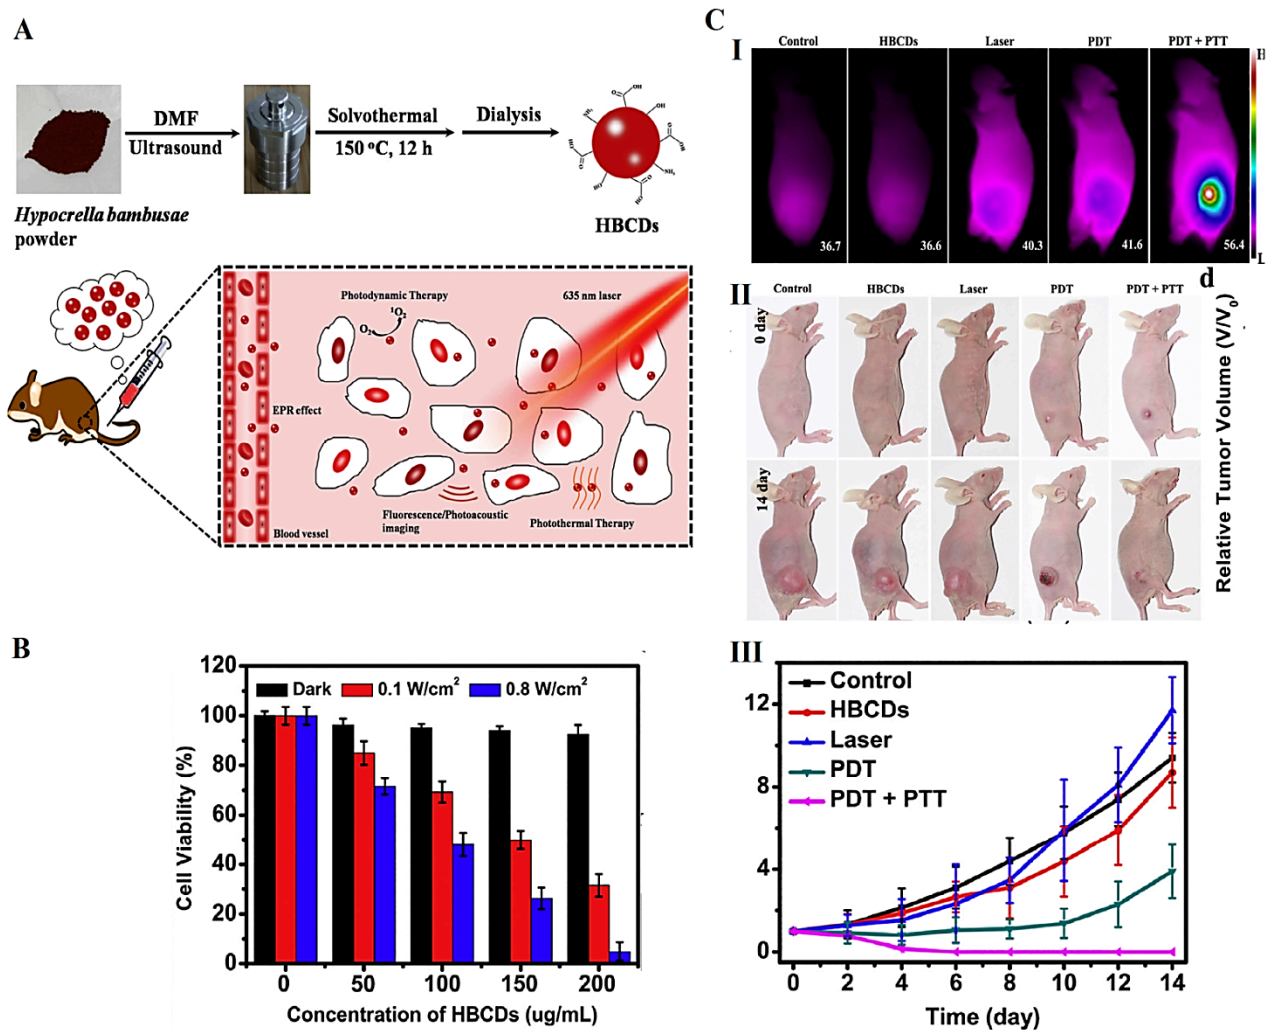 A
DMF
Ultrasound
Solvothermal
150 ºC, 12 h
Dialysis
HBCDs
Hypocrella bambusae
powder
Photodynamic Therapy
O₂
¹O₂
635 nm laser
EPR effect
Fluorescence/Photoacoustic
imaging
Photothermal Therapy
Blood vessel
B
120
100
80
60
40
20
0
Cell Viability (%)
Dark
0.1 W/cm²
0.8 W/cm²
0
50
100
150
200
Concentration of HBCDs (ug/mL)
C
I
Control
HBCDs
Laser
PDT
PDT + PTT
36.7
36.6
40.3
41.6
56.4
L
II
Control
HBCDs
Laser
PDT
PDT + PTT
0 day
14 day
d
Relative Tumor Volume (V/V₀)
III
12
8
4
0
Control
HBCDs
Laser
PDT
PDT + PTT
0
2
4
6
8
10
12
14
Time (day)